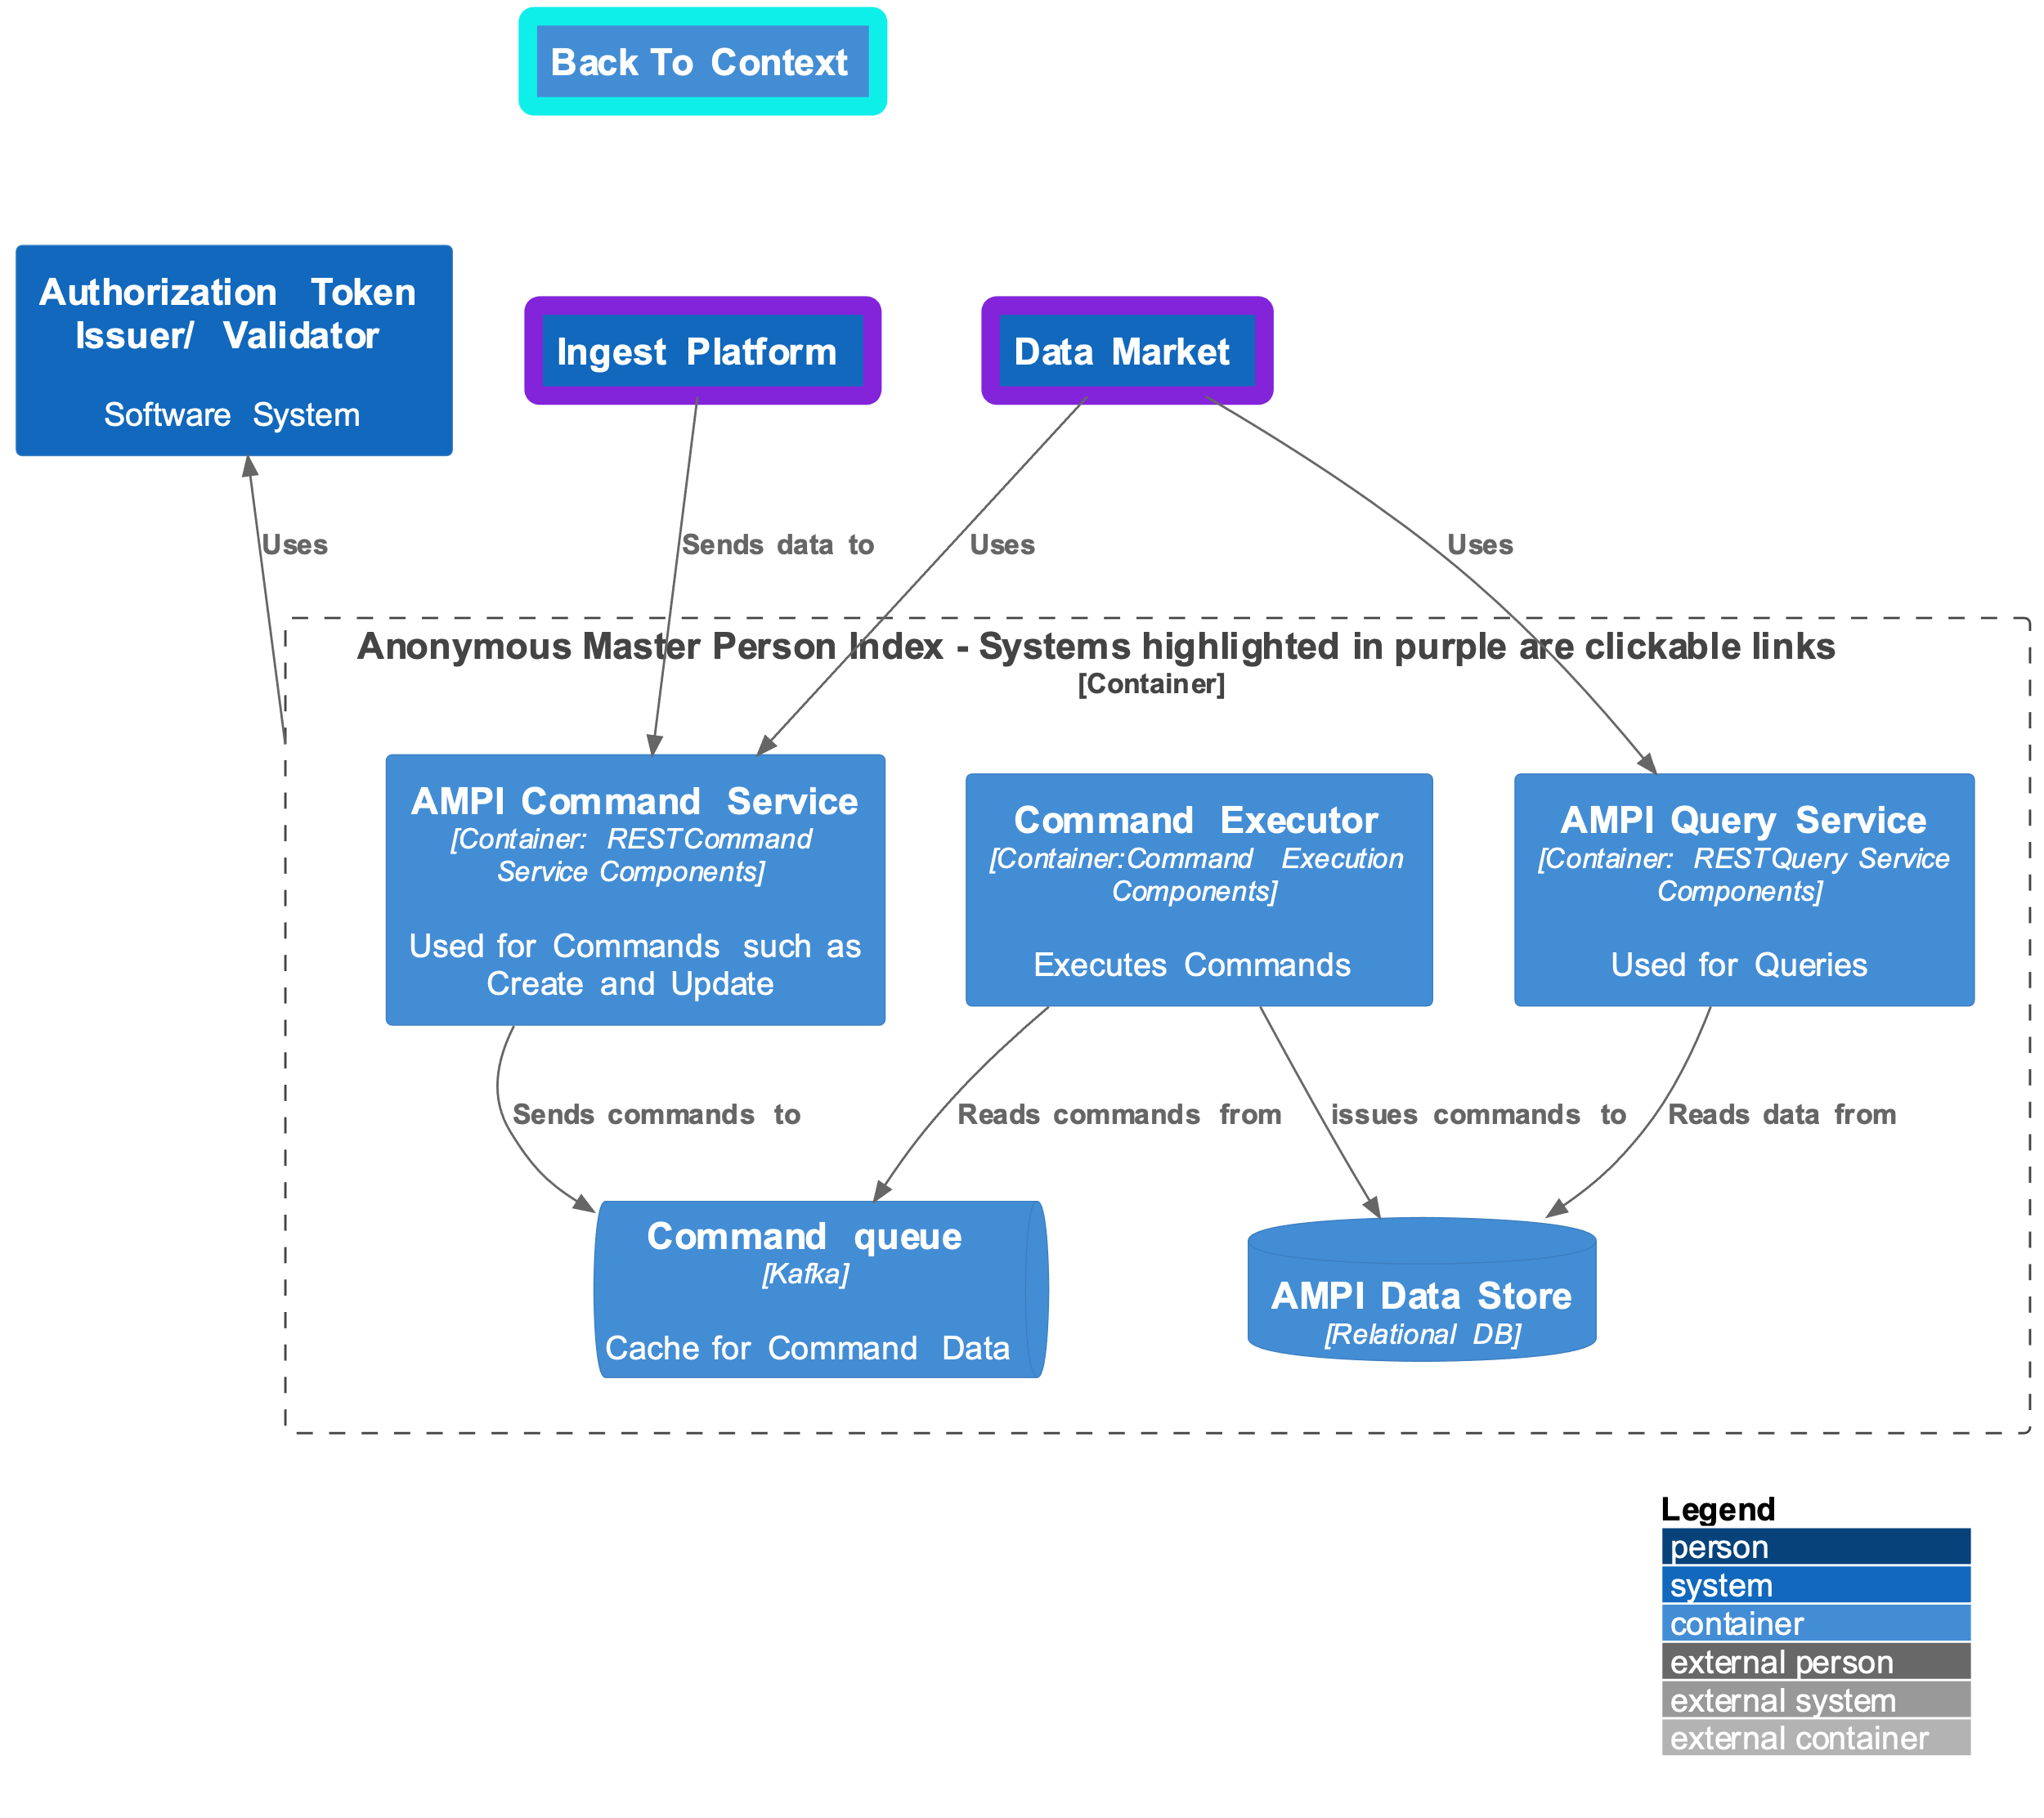 Back To Context
Authorization Token
Issuer/ Validator
Software System
Ingest Platform
Data Market
Uses
Sends data to
Uses
Uses
Anonymous Master Person Index - Systems highlighted in purple are clickable links
[Container]
AMPI Command Service
[Container: RESTCommand
Service Components]
Used for Commands such as
Create and Update
Command Executor
[Container:Command Execution
Components]
Executes Commands
AMPI Query Service
[Container: RESTQuery Service
Components]
Used for Queries
Sends commands to
Reads commands from
issues commands to
Reads data from
Command queue
[Kafka]
Cache for Command Data
AMPI Data Store
[Relational DB]
Legend
person
system
container
external person
external system
external container